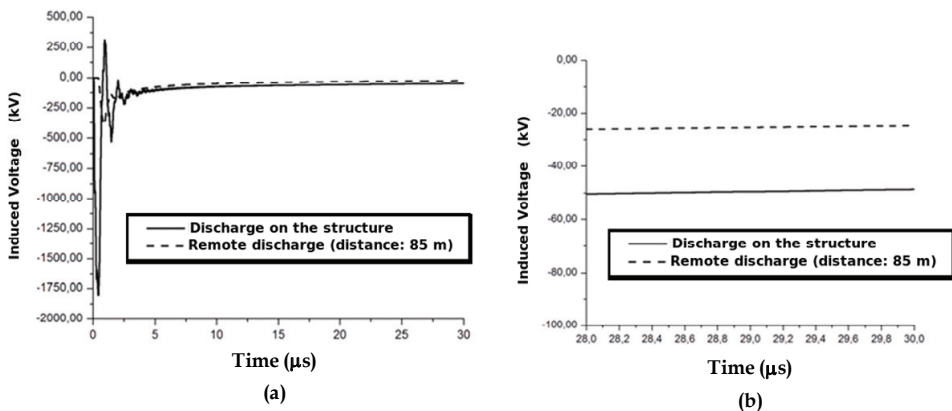 500,00
250,00
0,00
-250,00
-500,00
-750,00
-1000,00
-1250,00
-1500,00
-1750,00
-2000,00
Induced Voltage (kV)
Discharge on the structure
Remote discharge (distance: 85 m)
0 5 10 15 20 25 30
Time (μs)
(a)
0,00
-20,00
-40,00
-60,00
-80,00
-100,00
Induced Voltage (kV)
Discharge on the structure
Remote discharge (distance: 85 m)
28,0 28,2 28,4 28,6 28,8 29,0 29,2 29,4 29,6 29,8 30,0
Time (μs)
(b)